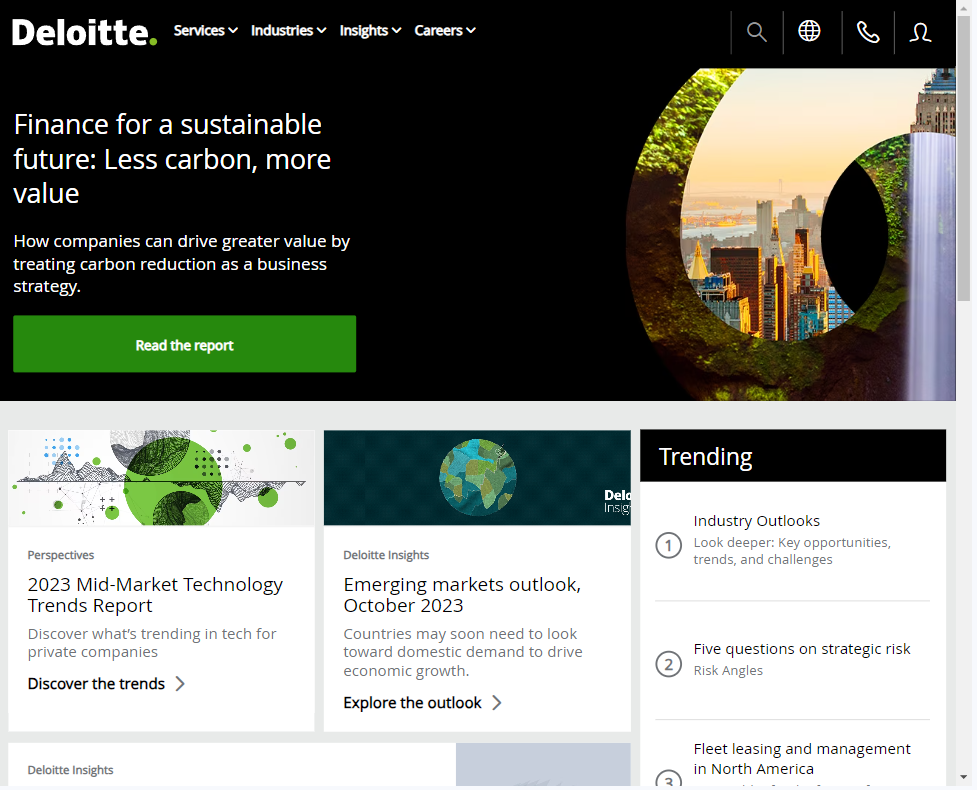 Deloitte.
Services
Industries
Insights
Careers
Finance for a sustainable
future: Less carbon, more
value
How companies can drive greater value by
treating carbon reduction as a business
strategy.
Read the report
Perspectives
2023 Mid-Market Technology
Trends Report
Discover what's trending in tech for
private companies
Discover the trends
Deloitte Insights
Emerging markets outlook,
October 2023
Countries may soon need to look
toward domestic demand to drive
economic growth.
Explore the outlook
Trending
1
Industry Outlooks
Look deeper: Key opportunities,
trends, and challenges
2
Five questions on strategic risk
Risk Angles
3
Fleet leasing and management
in North America
Deloitte Insights